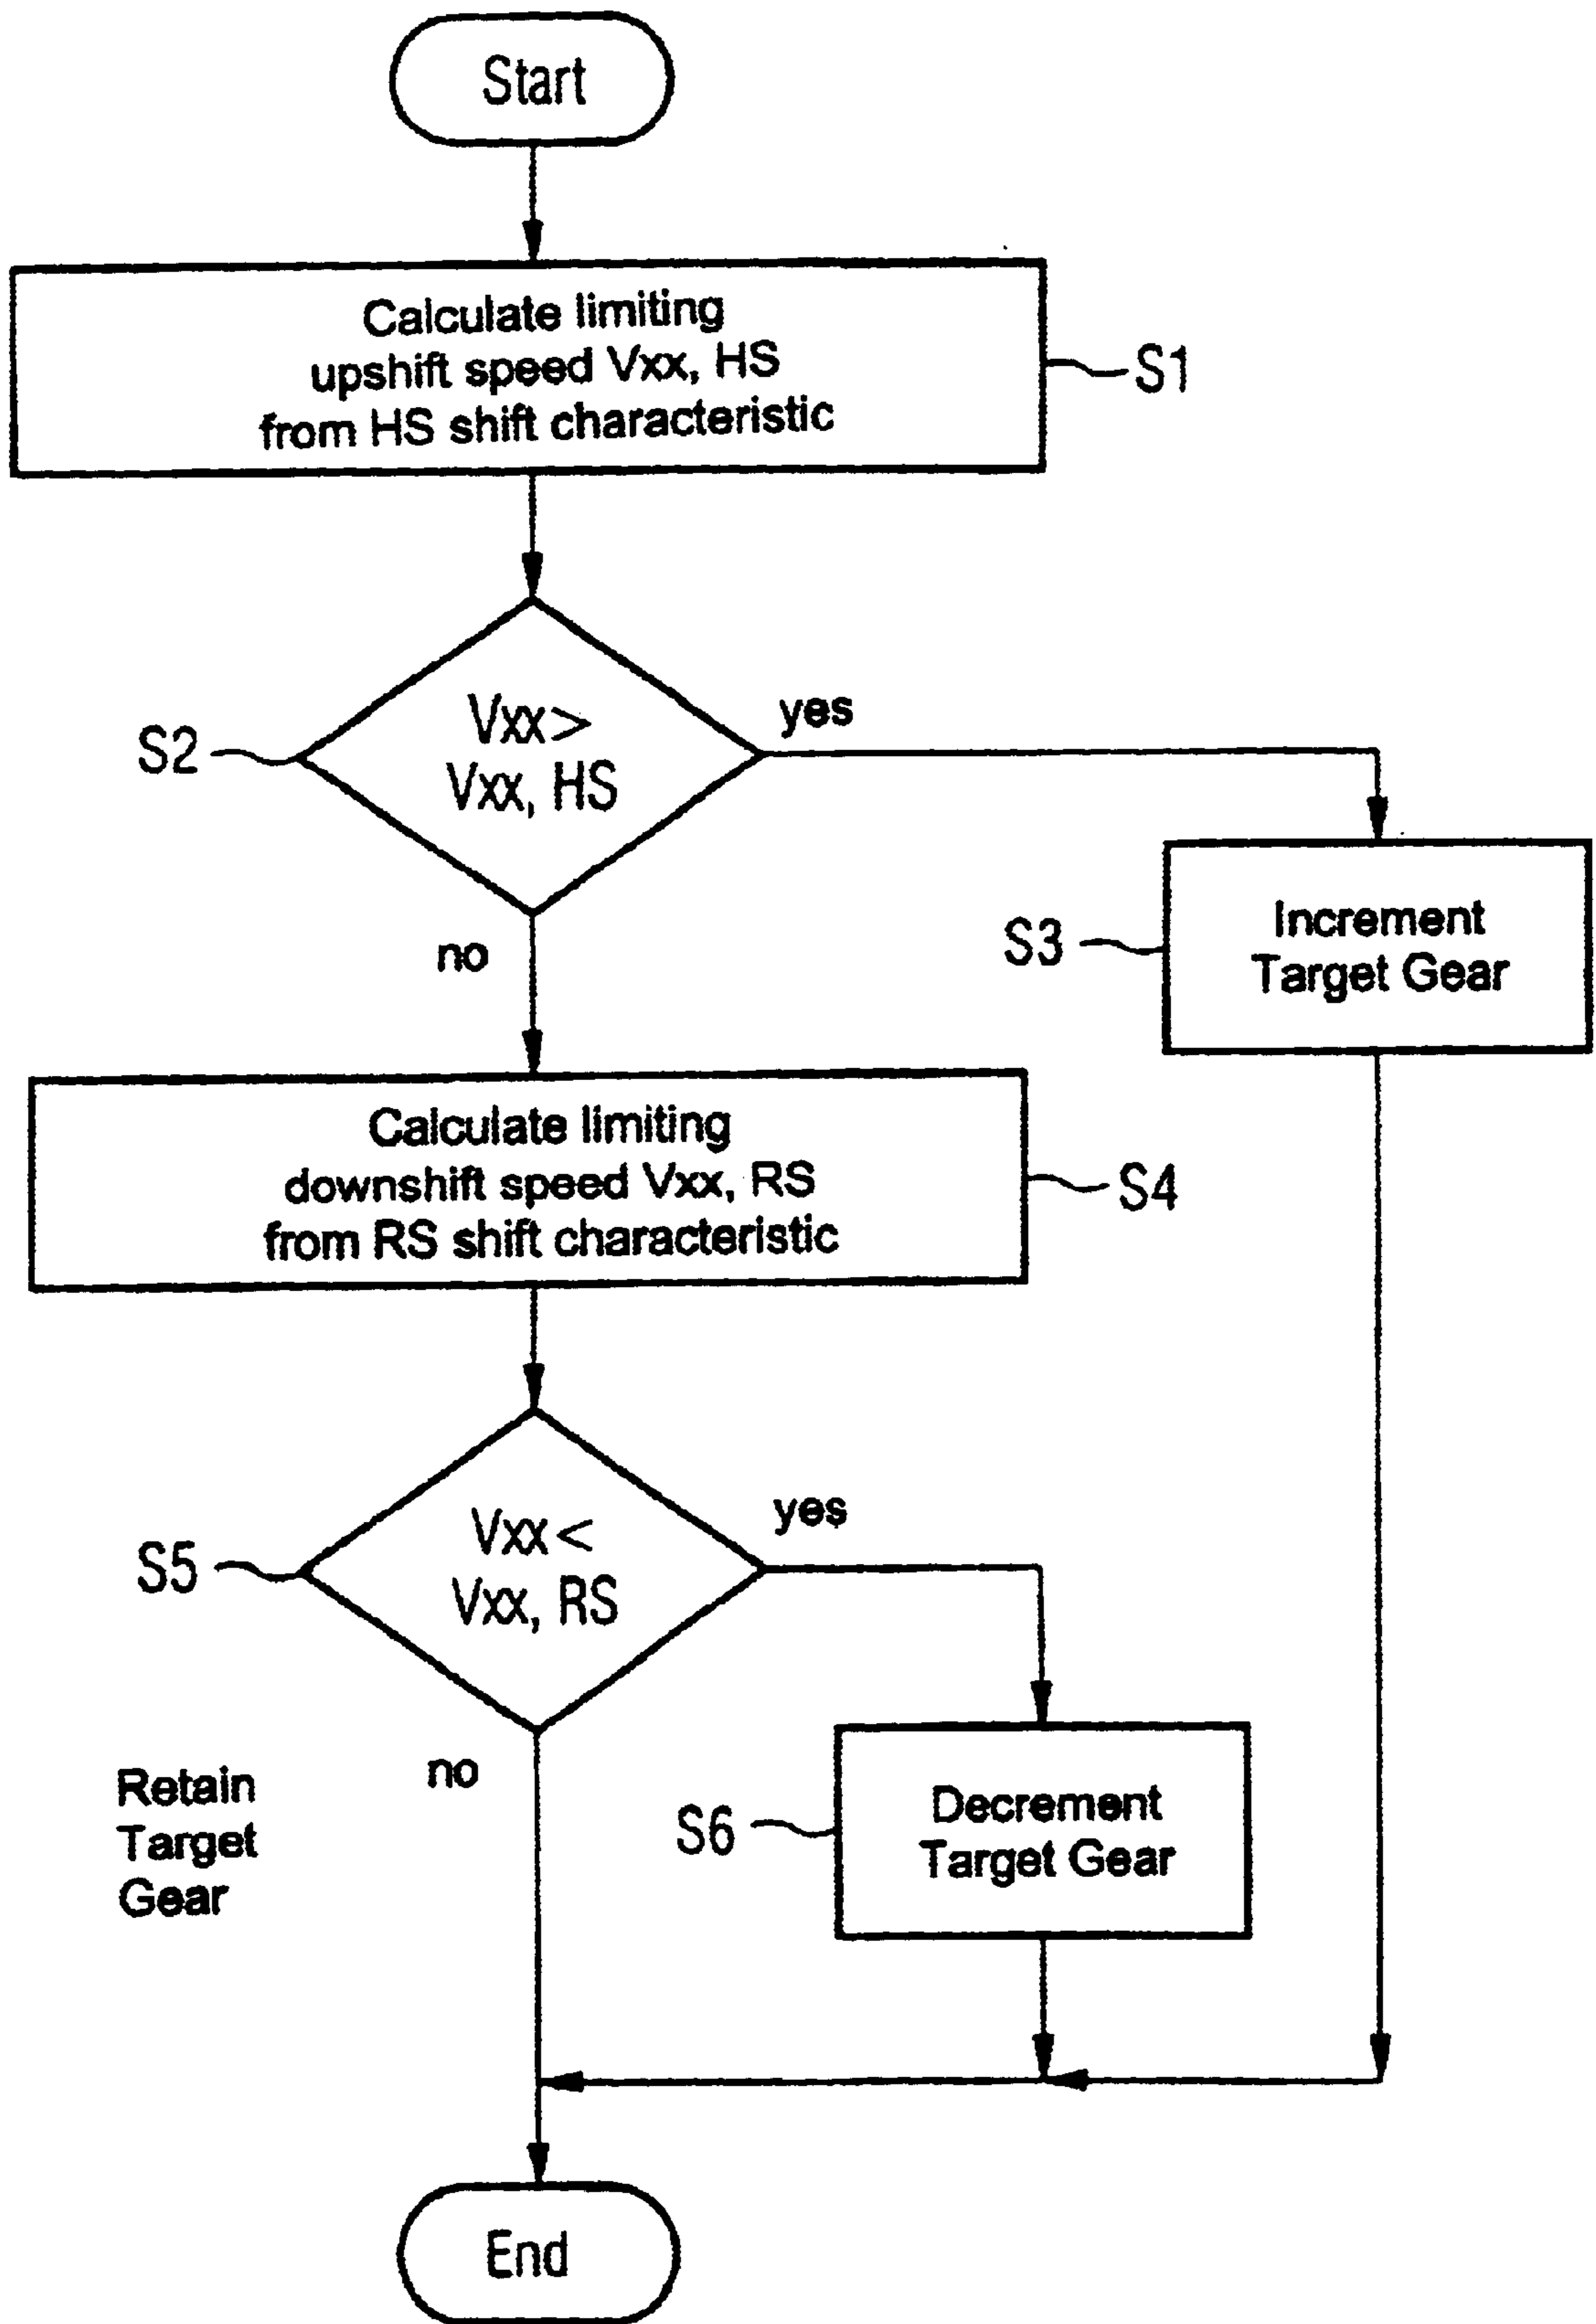 Start
Calculate limiting
upshift speed Vxx, HS
from HS shift characteristic
S1
Vxx>
Vxx, HS
S2
yes
no
Increment
Target Gear
S3
Calculate limiting
downshift speed Vxx, RS
from RS shift characteristic
S4
Vxx<
Vxx, RS
S5
yes
no
Retain
Target
Gear
Decrement
Target Gear
S6
End